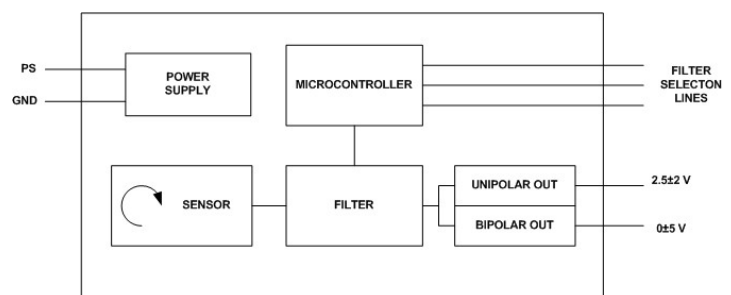 PS
GND
POWER
SUPPLY
MICROCONTROLLER
FILTER
SELECTON
LINES
SENSOR
FILTER
UNIPOLAR OUT
BIPOLAR OUT
2.5±2 V
0±5 V